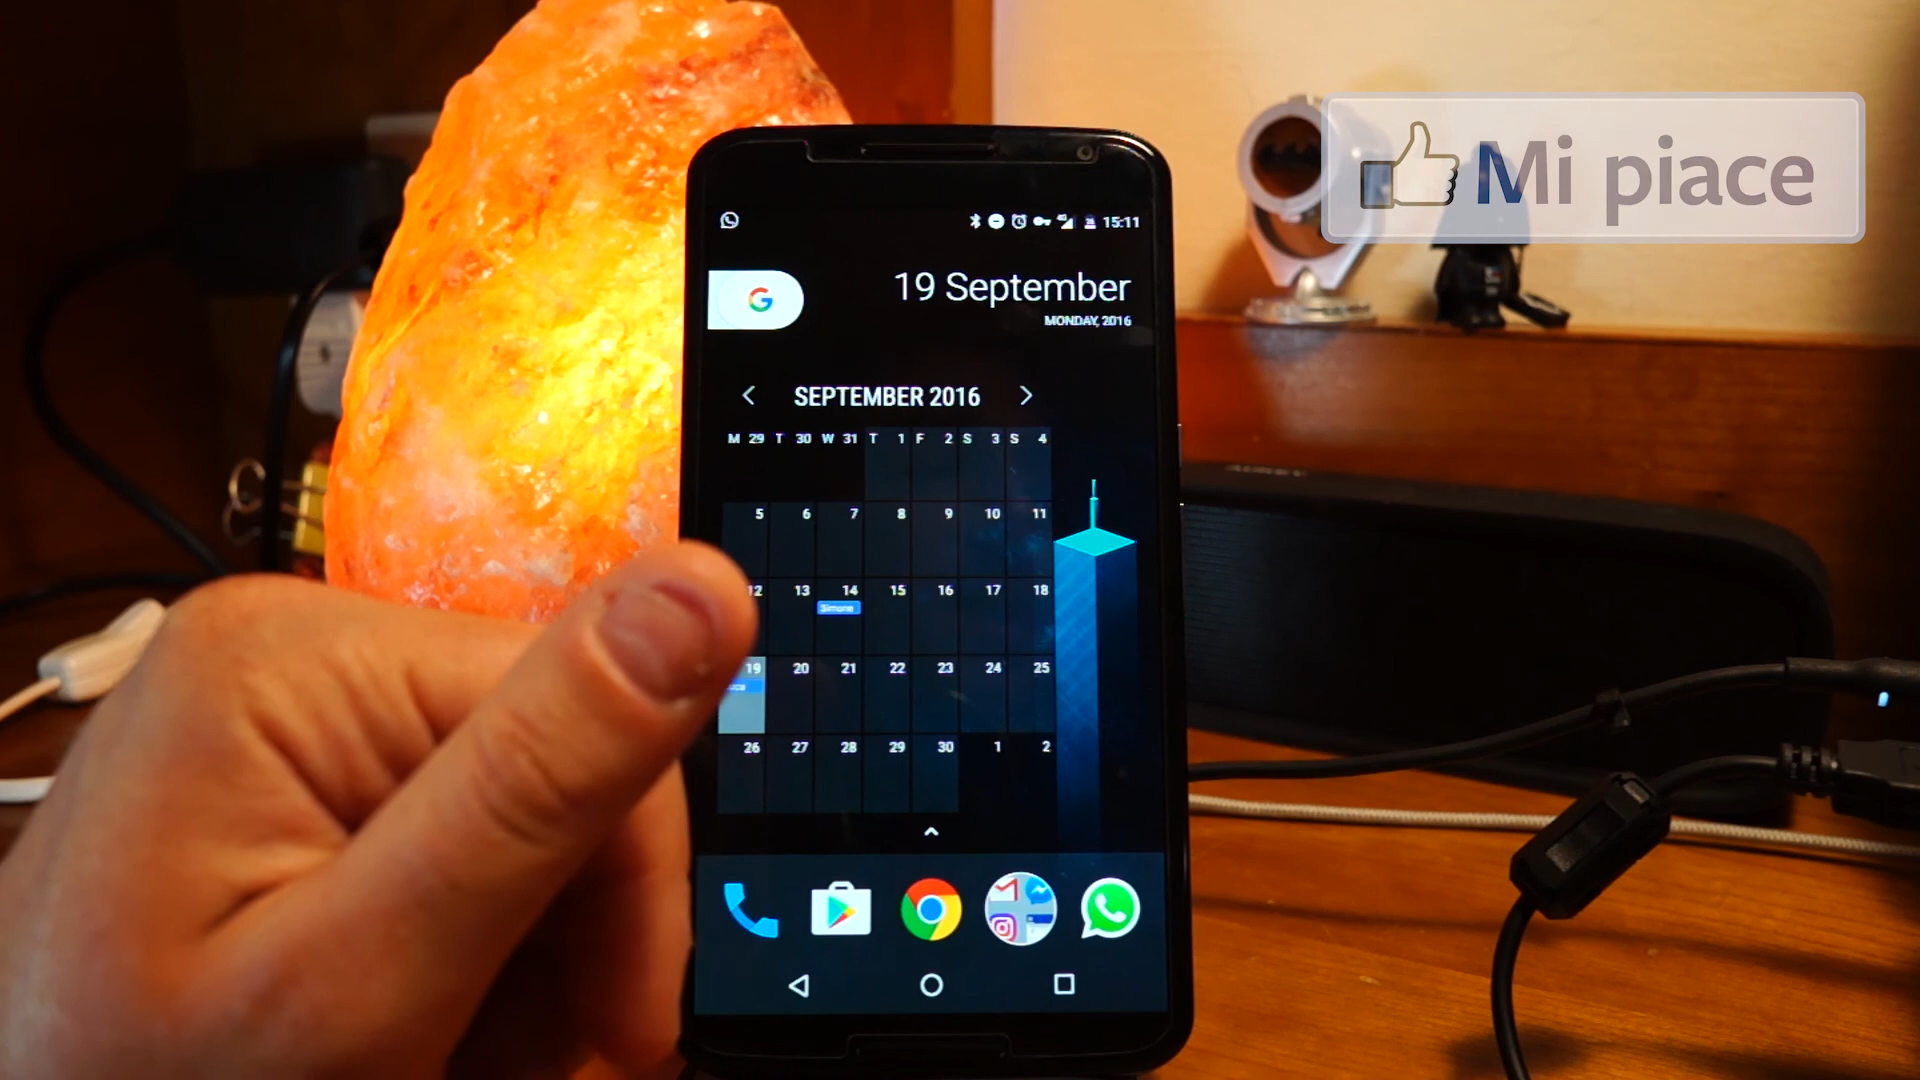 Mi piace
15:11
G
19 September
MONDAY, 2016
SEPTEMBER 2016
M 29 T 30 W 31 T 1 F 2 S 3 S 4
5 6 7 8 9 10 11
12 13 14 15 16 17 18
Simone
19 20 21 22 23 24 25
26 27 28 29 30 1 2